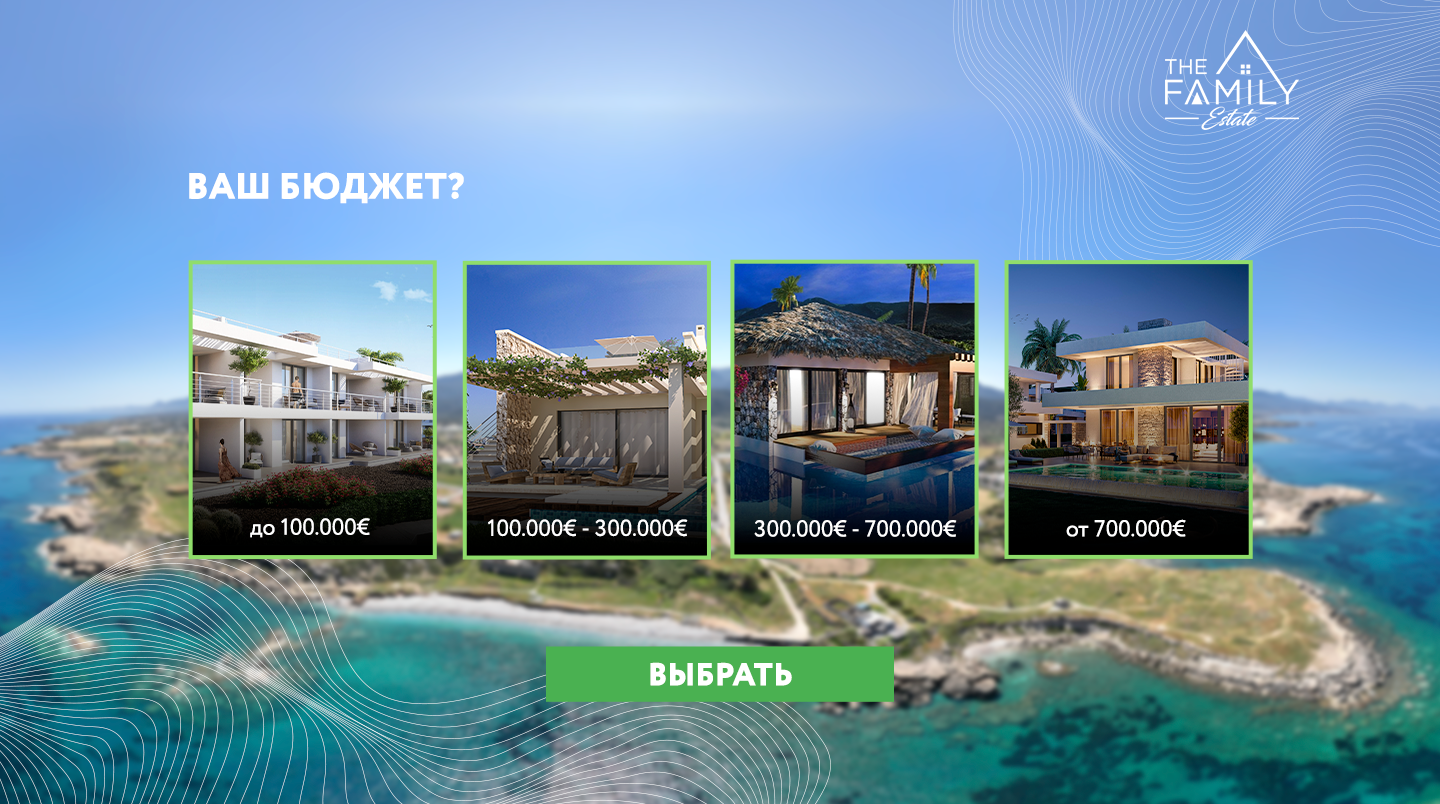 THE
FAMILY
Estate
ВАШ БЮДЖЕТ?
до 100.000€
100.000€ - 300.000€
300.000€ - 700.000€
от 700.000€
ВЫБРАТЬ